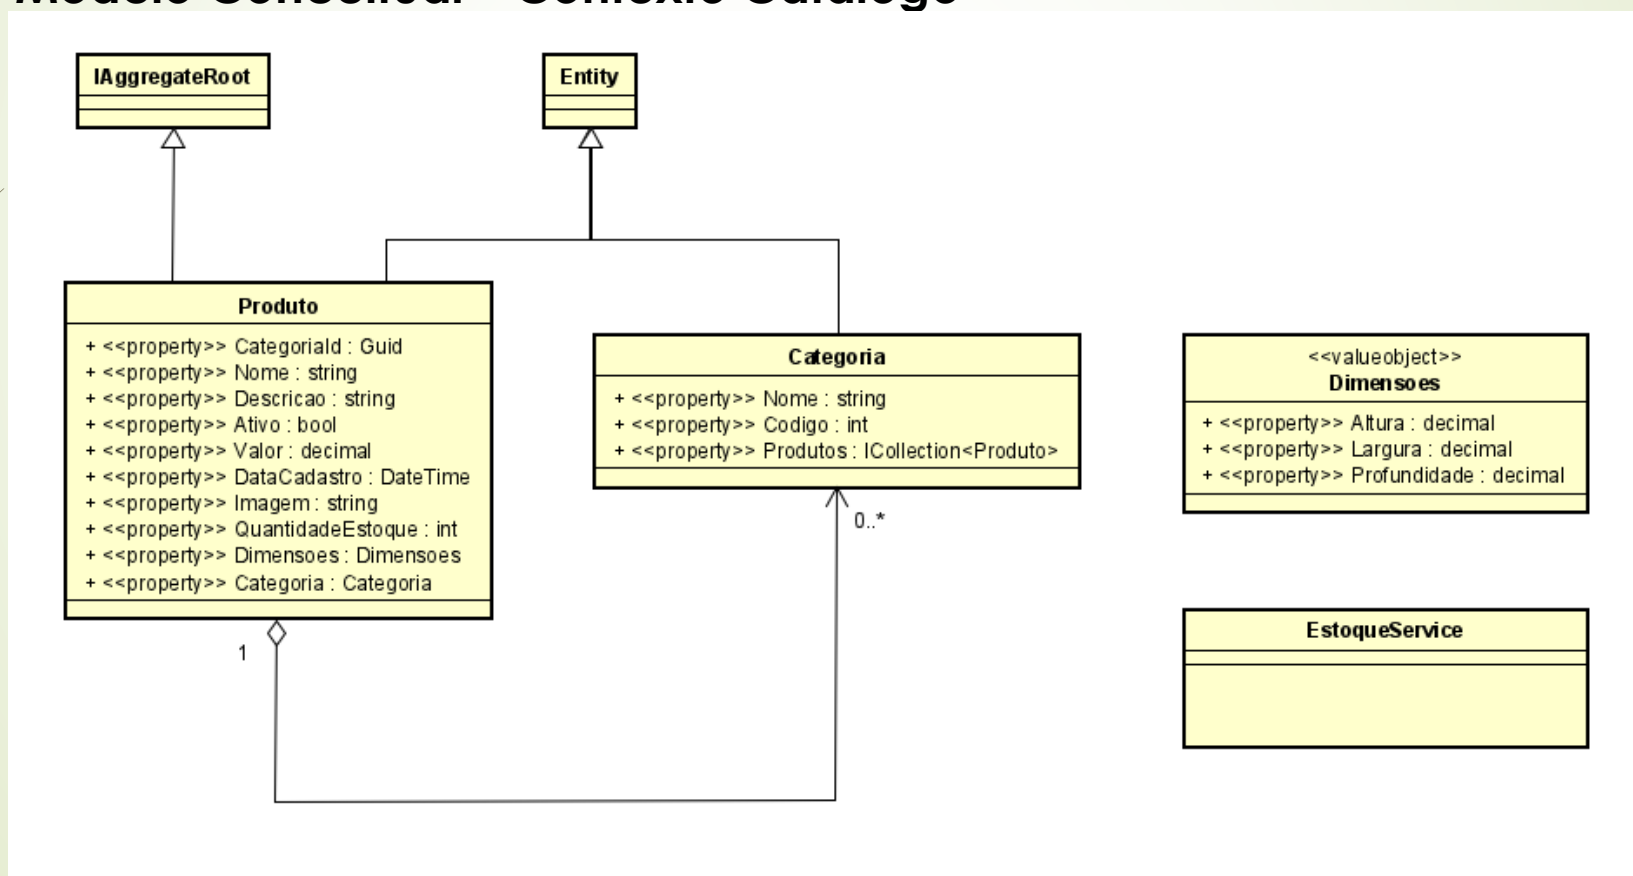 IAggregateRoot
Entity
Produto
+ <<property>> CategoriaId : Guid
+ <<property>> Nome : string
+ <<property>> Descricao : string
+ <<property>> Ativo : bool
+ <<property>> Valor : decimal
+ <<property>> DataCadastro : DateTime
+ <<property>> Imagem : string
+ <<property>> QuantidadeEstoque : int
+ <<property>> Dimensoes : Dimensoes
+ <<property>> Categoria : Categoria
1
Categoria
+ <<property>> Nome : string
+ <<property>> Codigo : int
+ <<property>> Produtos : ICollection<Produto>
0..*
<<valueobject>>
Dimensoes
+ <<property>> Altura : decimal
+ <<property>> Largura : decimal
+ <<property>> Profundidade : decimal
EstoqueService